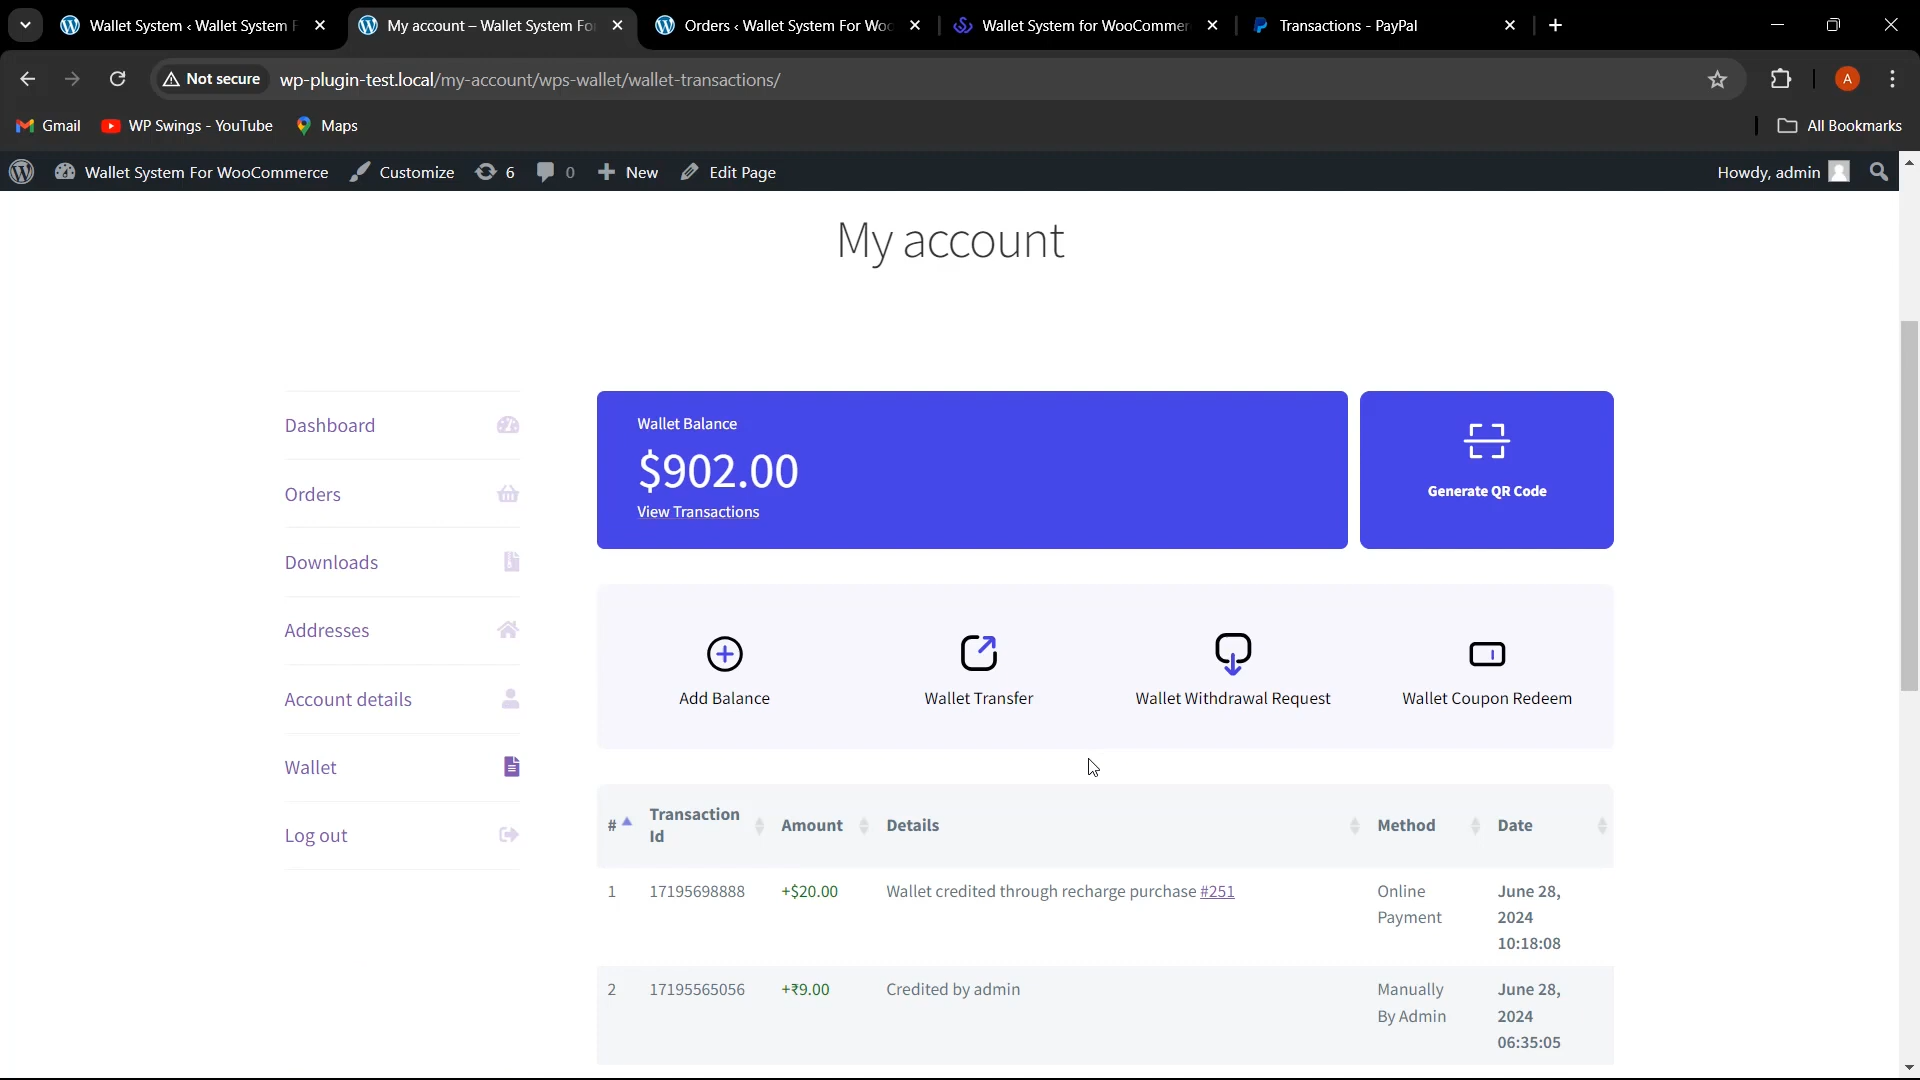 Wallet System ‹ Wallet System F
My account – Wallet System Fo
Orders ‹ Wallet System For Woo
Wallet System for WooCommer
Transactions - PayPal
Not secure
wp-plugin-test.local/my-account/wps-wallet/wallet-transactions/
A
Gmail
WP Swings - YouTube
Maps
All Bookmarks
Wallet System For WooCommerce
Customize
6
0
New
Edit Page
Howdy, admin
My account
Dashboard
Orders
Downloads
Addresses
Account details
Wallet
Log out
Wallet Balance
$902.00
View Transactions
Generate QR Code
Add Balance
Wallet Transfer
Wallet Withdrawal Request
Wallet Coupon Redeem
# Transaction Id Amount Details Method Date
1 17195698888 +$20.00 Wallet credited through recharge purchase #251 Online Payment June 28, 2024 10:18:08
2 17195565056 +₹9.00 Credited by admin Manually By Admin June 28, 2024 06:35:05